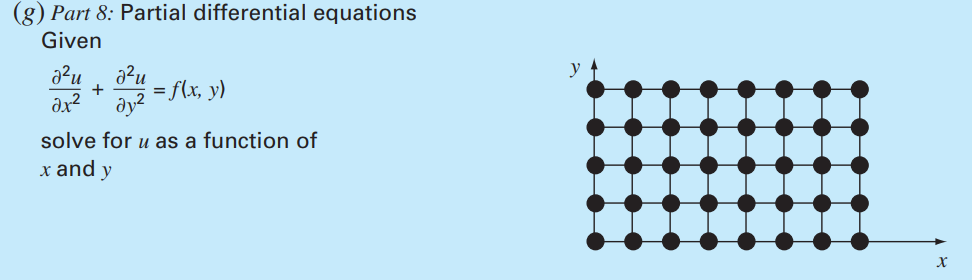 (g) Part 8: Partial differential equations
Given
∂²u/∂x² + ∂²u/∂y² = f(x, y)
solve for u as a function of
x and y
y
x